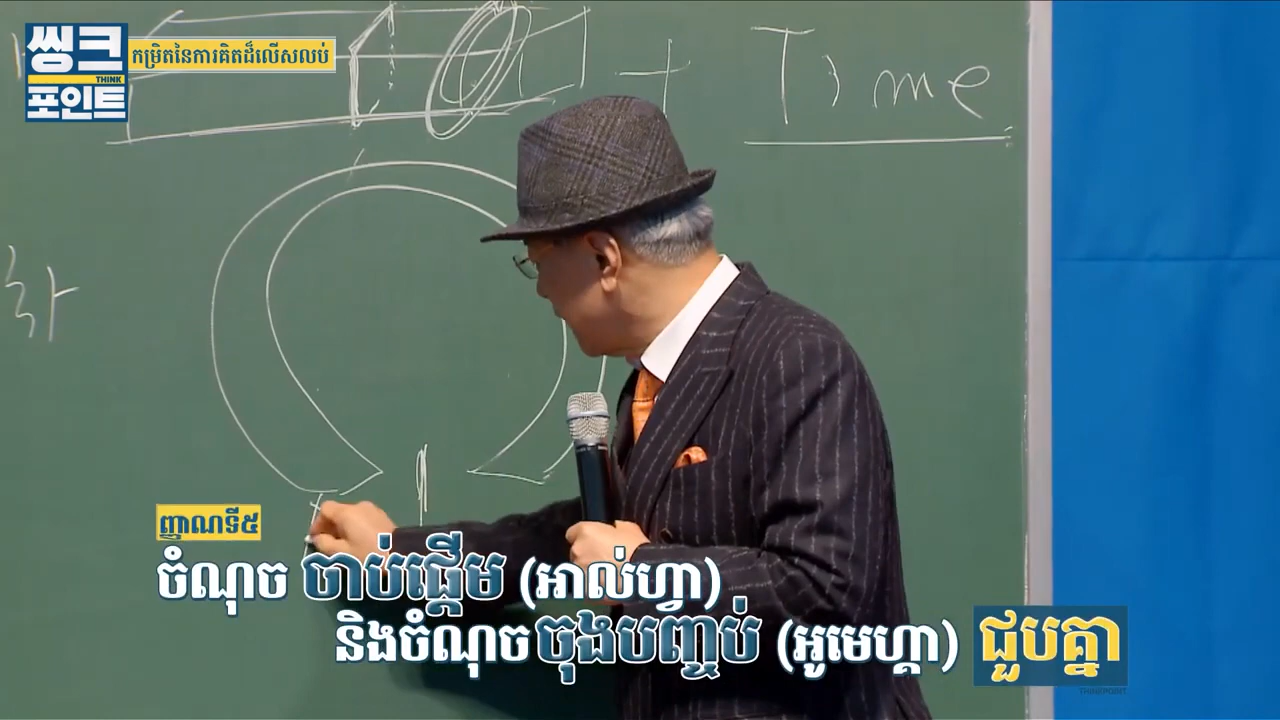 씽크
THINK
포인트
កម្រិតនៃការគិតដ៏លើសលប់
+ Time
ញាណទី៥
ចំណុច ចាប់ផ្ដើម (អាល់ហ្វា)
និងចំណុចចុងបញ្ចប់ (អូមេហ្គា) ជួបគ្នា
THINKPOINT